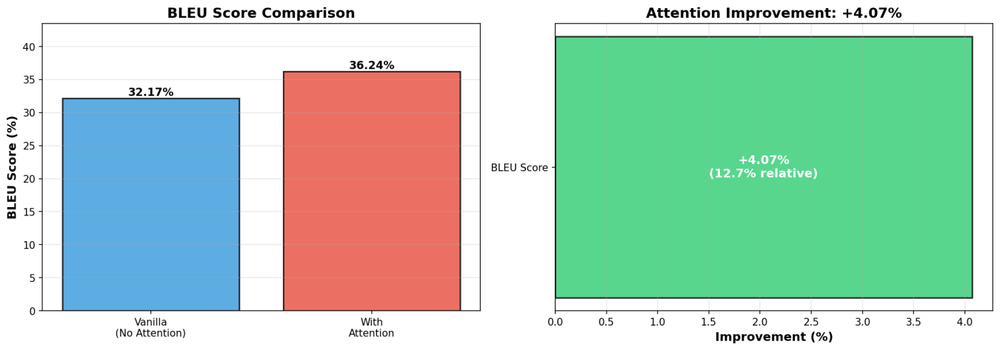 BLEU Score Comparison
BLEU Score (%)
40
35
30
25
20
15
10
5
0
32.17%
36.24%
Vanilla
(No Attention)
With
Attention
Attention Improvement: +4.07%
BLEU Score
+4.07%
(12.7% relative)
0.0 0.5 1.0 1.5 2.0 2.5 3.0 3.5 4.0
Improvement (%)